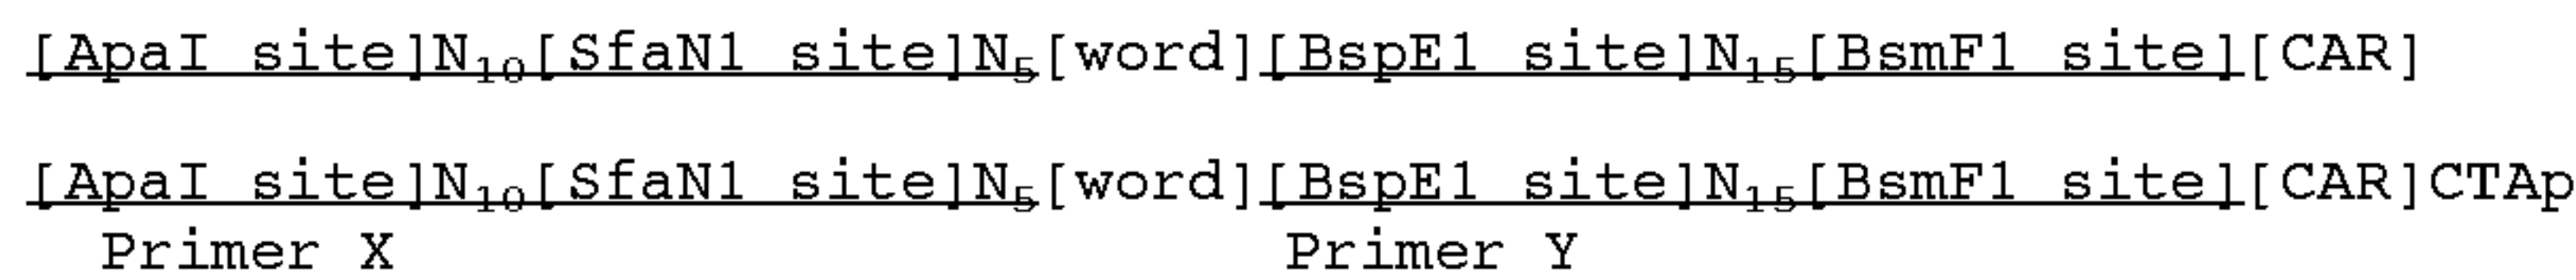 [ApaI site]N₁₀[SfaN1 site]N₅[word][BspE1 site]N₁₅[BsmF1 site][CAR]
[ApaI site]N₁₀[SfaN1 site]N₅[word][BspE1 site]N₁₅[BsmF1 site][CAR]CTAp
Primer X Primer Y